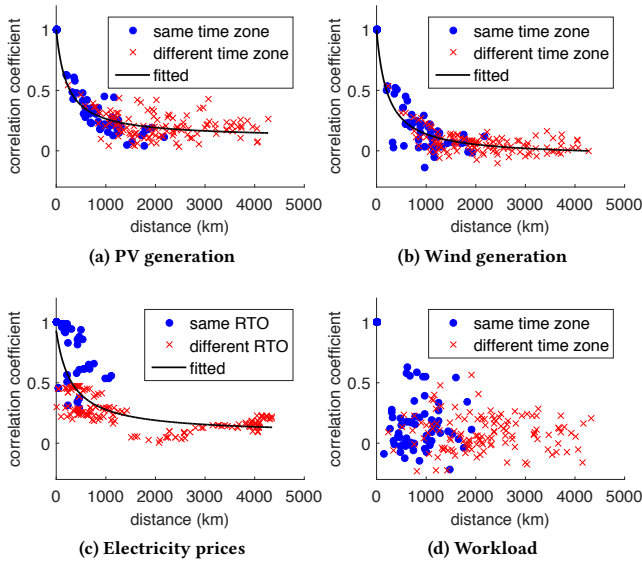 correlation coefficient
1
0.5
0
same time zone
different time zone
fitted
0 1000 2000 3000 4000 5000
distance (km)
(a) PV generation
correlation coefficient
1
0.5
0
same time zone
different time zone
fitted
0 1000 2000 3000 4000 5000
distance (km)
(b) Wind generation
correlation coefficient
1
0.5
0
same RTO
different RTO
fitted
0 1000 2000 3000 4000 5000
distance (km)
(c) Electricity prices
correlation coefficient
1
0.5
0
same time zone
different time zone
0 1000 2000 3000 4000 5000
distance (km)
(d) Workload